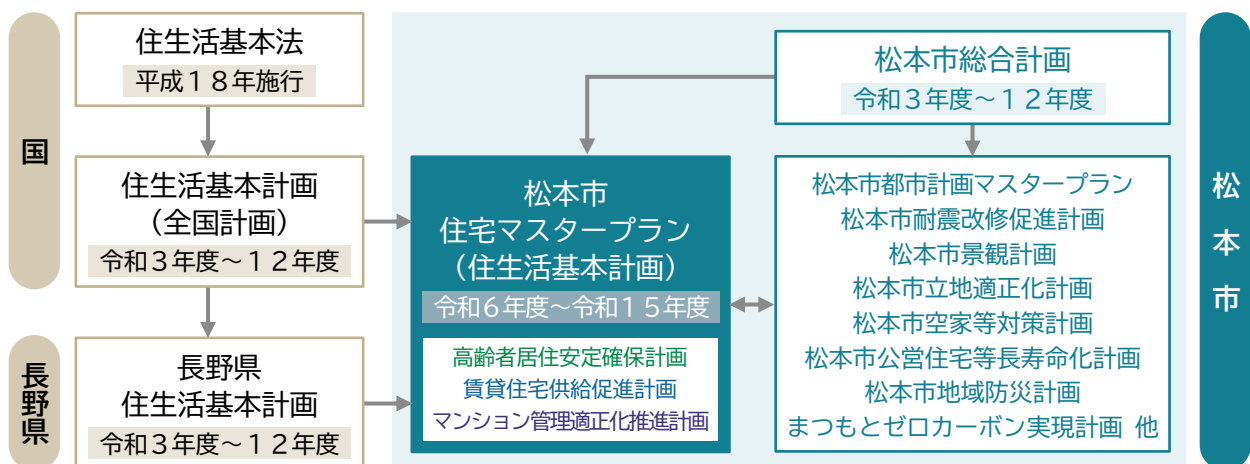 国
住生活基本法
平成18年施行
住生活基本計画
（全国計画）
令和3年度～12年度
長野県
長野県
住生活基本計画
令和3年度～12年度
松本市
住宅マスタープラン
（住生活基本計画）
令和6年度～令和15年度
高齢者居住安定確保計画
賃貸住宅供給促進計画
マンション管理適正化推進計画
松本市総合計画
令和3年度～12年度
松本市都市計画マスタープラン
松本市耐震改修促進計画
松本市景観計画
松本市立地適正化計画
松本市空家等対策計画
松本市公営住宅等長寿命化計画
松本市地域防災計画
まつもとゼロカーボン実現計画 他
松本市